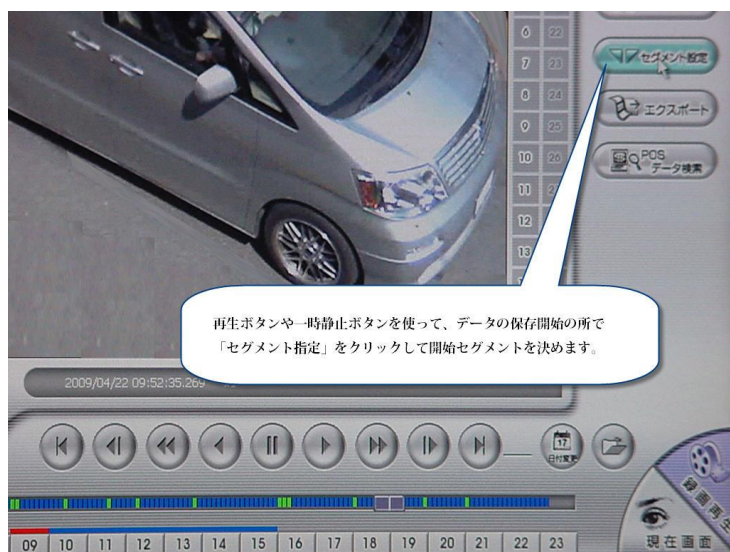 6 22
7 23
8 24
9 25
10 26
11
12
13
セグメント設定
エクスポート
POS
データ検索
再生ボタンや一時静止ボタンを使って、データの保存開始の所で
「セグメント指定」をクリックして開始セグメントを決めます。
2009/04/22 09:52:35.269
17
日付変更
録画再生
現在画面
09 10 11 12 13 14 15 16 17 18 19 20 21 22 23